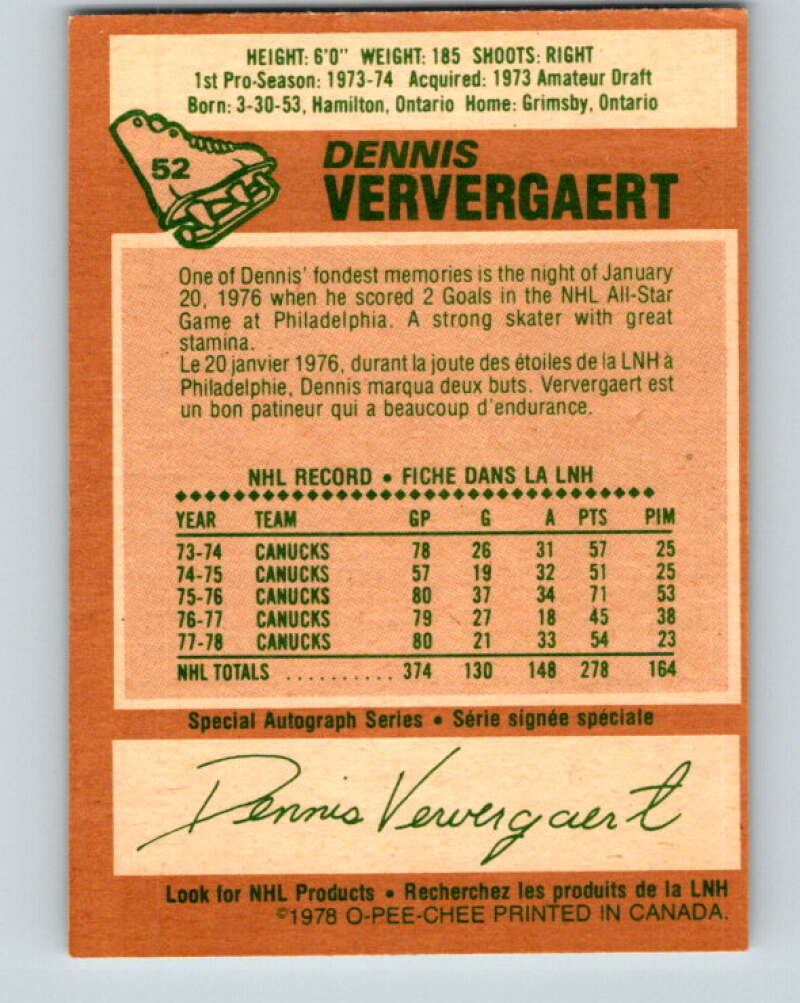 HEIGHT: 6'0" WEIGHT: 185 SHOOTS: RIGHT
1st Pro-Season: 1973-74 Acquired: 1973 Amateur Draft
Born: 3-30-53, Hamilton, Ontario Home: Grimsby, Ontario
52
DENNIS
VERVERGAERT
One of Dennis' fondest memories is the night of January
20, 1976 when he scored 2 Goals in the NHL All-Star
Game at Philadelphia. A strong skater with great
stamina.
Le 20 janvier 1976, durant la joute des étoiles de la LNH à
Philadelphie, Dennis marqua deux buts. Ververgaert est
un bon patineur qui a beaucoup d'endurance.
NHL RECORD • FICHE DANS LA LNH
YEAR TEAM GP G A PTS PIM
73-74 CANUCKS 78 26 31 57 25
74-75 CANUCKS 57 19 32 51 25
75-76 CANUCKS 80 37 34 71 53
76-77 CANUCKS 79 27 18 45 38
77-78 CANUCKS 80 21 33 54 23
NHL TOTALS .......... 374 130 148 278 164
Special Autograph Series • Série signée spéciale
Dennis Ververgaert
Look for NHL Products • Recherchez les produits de la LNH
©1978 O-PEE-CHEE PRINTED IN CANADA.